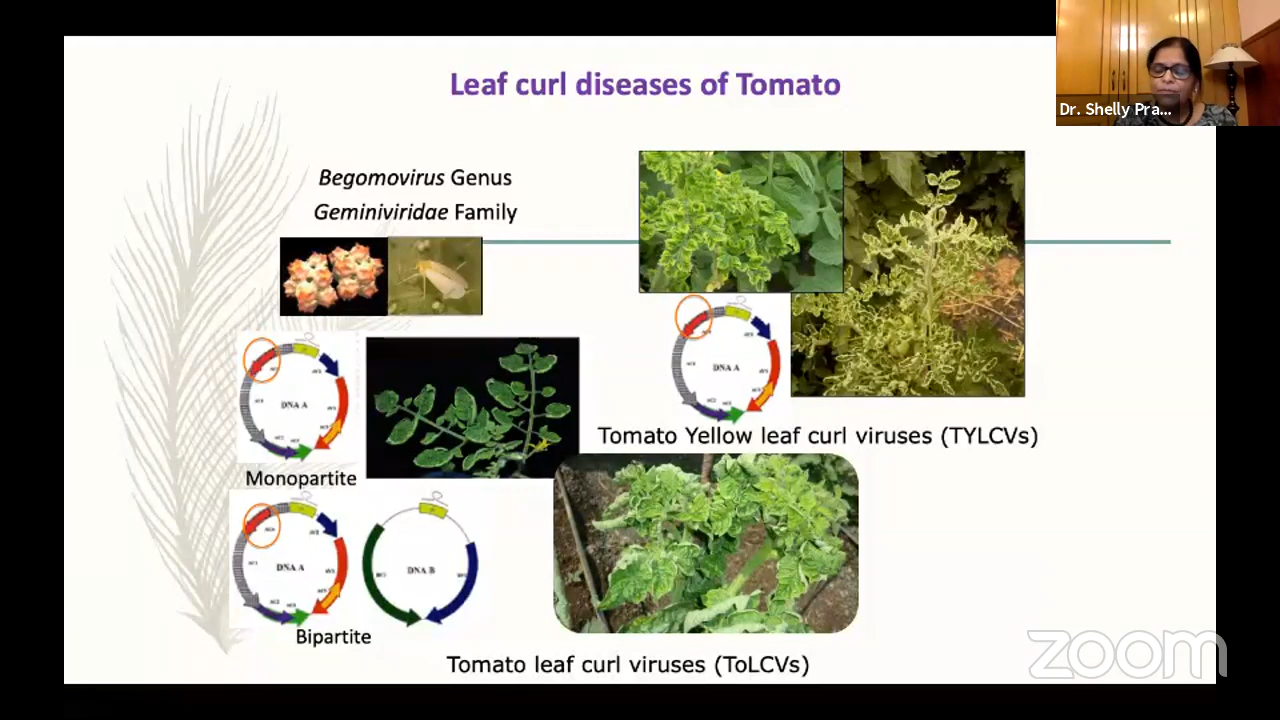 Leaf curl diseases of Tomato
Dr. Shelly Pra...
Begomovirus Genus
Geminiviridae Family
DNA A
Monopartite
DNA A
DNA B
Bipartite
DNA A
Tomato Yellow leaf curl viruses (TYLCVs)
Tomato leaf curl viruses (ToLCVs)
zoom